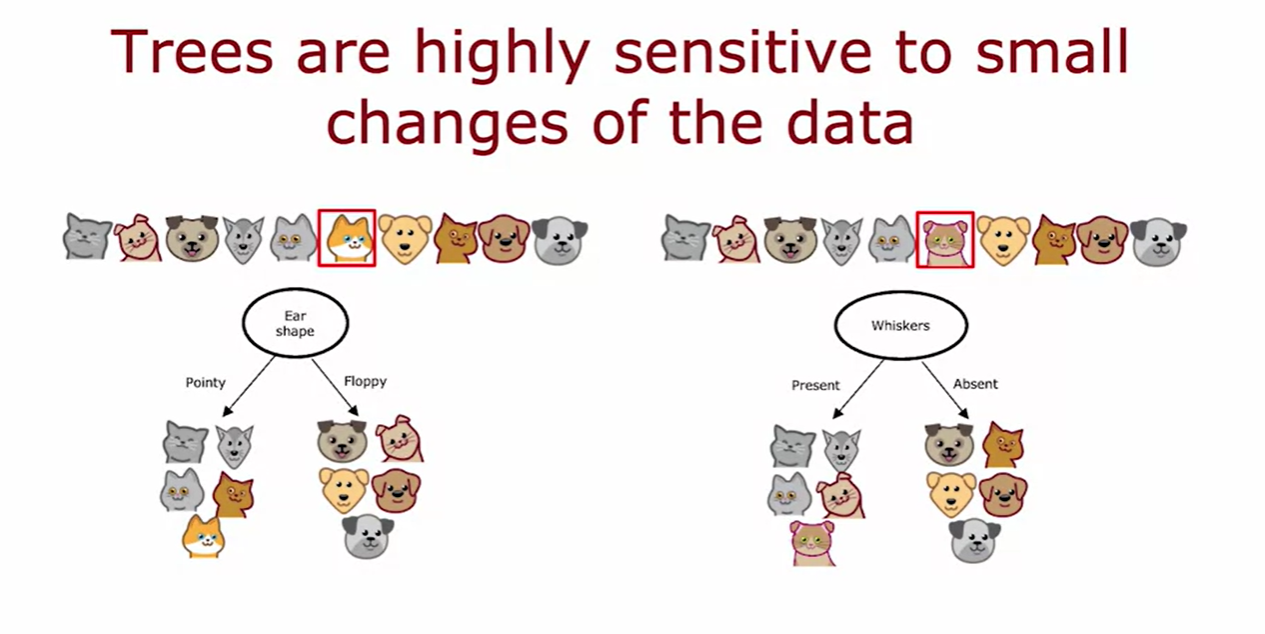 Trees are highly sensitive to small
changes of the data
Ear
shape
Pointy
Floppy
Whiskers
Present
Absent